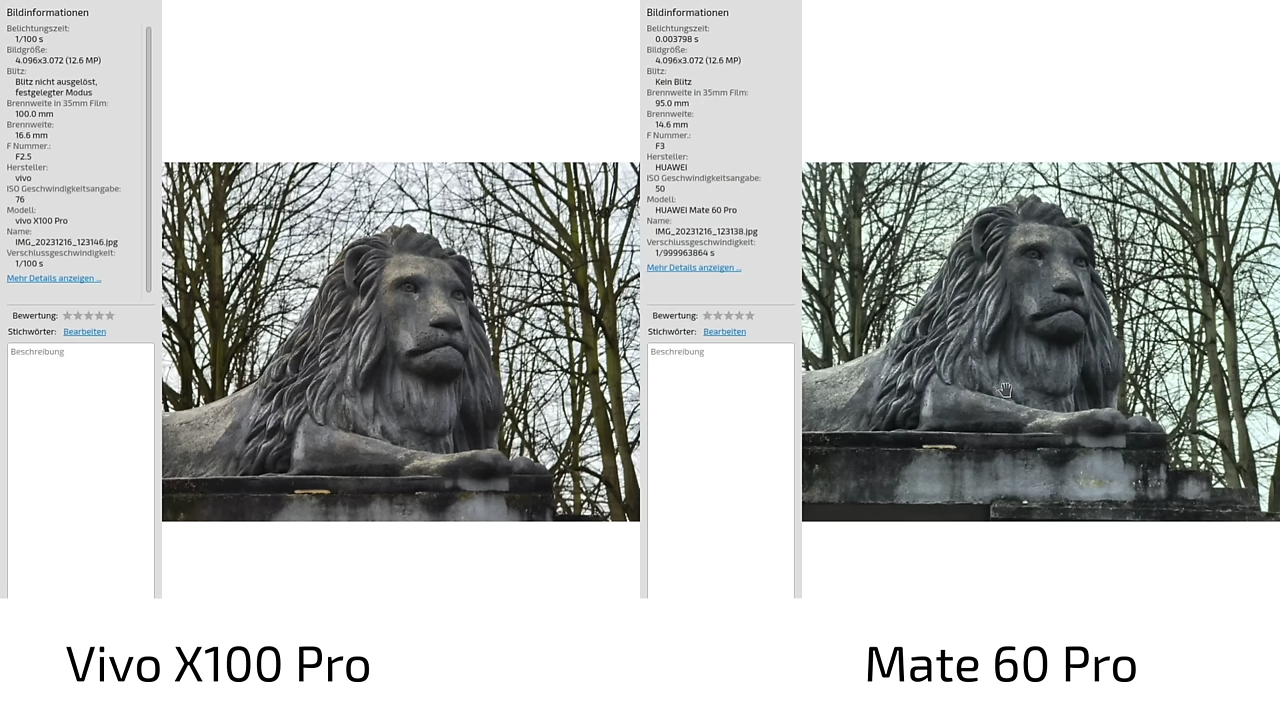 Bildinformationen
Belichtungszeit:
1/100 s
Bildgröße:
4.096x3.072 (12.6 MP)
Blitz:
Blitz nicht ausgelöst,
festgelegter Modus
Brennweite in 35mm Film:
100.0 mm
Brennweite:
16.6 mm
F Nummer.:
F2.5
Hersteller:
vivo
ISO Geschwindigkeitsangabe:
76
Modell:
vivo X100 Pro
Name:
IMG_20231216_123146.jpg
Verschlussgeschwindigkeit:
1/100 s
Mehr Details anzeigen ...
Bewertung:
Stichwörter: Bearbeiten
Beschreibung
Vivo X100 Pro
Bildinformationen
Belichtungszeit:
0.003798 s
Bildgröße:
4.096x3.072 (12.6 MP)
Blitz:
Kein Blitz
Brennweite in 35mm Film:
95.0 mm
Brennweite:
14.6 mm
F Nummer.:
F3
Hersteller:
HUAWEI
ISO Geschwindigkeitsangabe:
50
Modell:
HUAWEI Mate 60 Pro
Name:
IMG_20231216_123138.jpg
Verschlussgeschwindigkeit:
1/999963864 s
Mehr Details anzeigen ...
Bewertung:
Stichwörter: Bearbeiten
Beschreibung
Mate 60 Pro